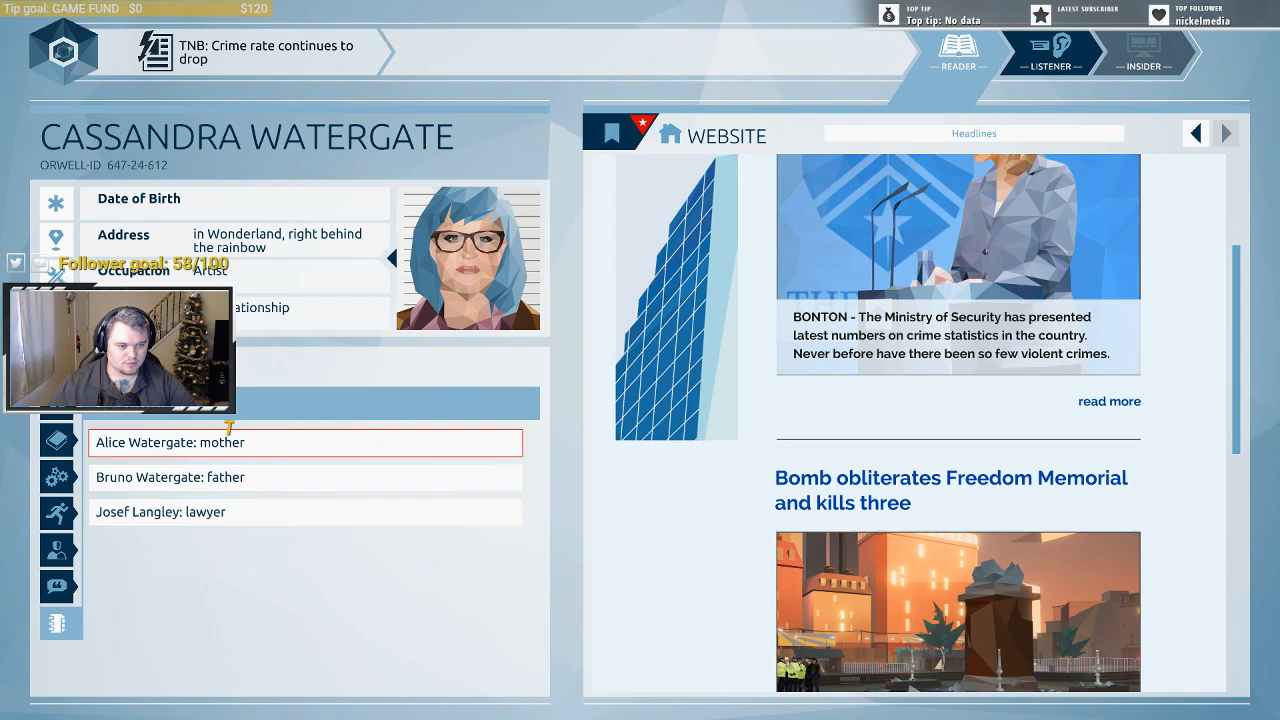 Tip goal: GAME FUND $0 $120
TOP TIP
Top tip: No data
LATEST SUBSCRIBER
TOP FOLLOWER
nickelmedia
TNB: Crime rate continues to
drop
READER
LISTENER
INSIDER
CASSANDRA WATERGATE
ORWELL-ID 647-24-612
Date of Birth
Address in Wonderland, right behind
the rainbow
Occupation Artist
ationship
Follower goal: 58/100
Alice Watergate: mother
Bruno Watergate: father
Josef Langley: lawyer
WEBSITE
Headlines
BONTON - The Ministry of Security has presented
latest numbers on crime statistics in the country.
Never before have there been so few violent crimes.
read more
Bomb obliterates Freedom Memorial
and kills three